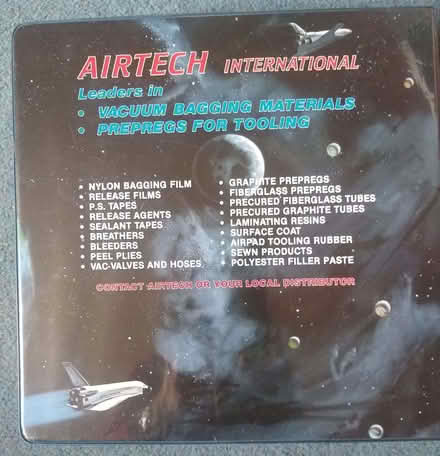 AIRTECH INTERNATIONAL
Leaders in
• VACUUM BAGGING MATERIALS
• PREPREGS FOR TOOLING
• NYLON BAGGING FILM
• RELEASE FILMS
• P.S. TAPES
• RELEASE AGENTS
• SEALANT TAPES
• BREATHERS
• BLEEDERS
• PEEL PLIES
• VAC-VALVES AND HOSES
• GRAPHITE PREPREGS
• FIBERGLASS PREPREGS
• PRECURED FIBERGLASS TUBES
• PRECURED GRAPHITE TUBES
• LAMINATING RESINS
• SURFACE COAT
• AIRPAD TOOLING RUBBER
• SEWN PRODUCTS
• POLYESTER FILLER PASTE
CONTACT AIRTECH OR YOUR LOCAL DISTRIBUTOR